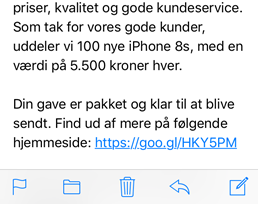 priser, kvalitet og gode kundeservice.
Som tak for vores gode kunder,
uddeler vi 100 nye iPhone 8s, med en
værdi på 5.500 kroner hver.
Din gave er pakket og klar til at blive
sendt. Find ud af mere på følgende
hjemmeside: https://goo.gl/HKY5PM